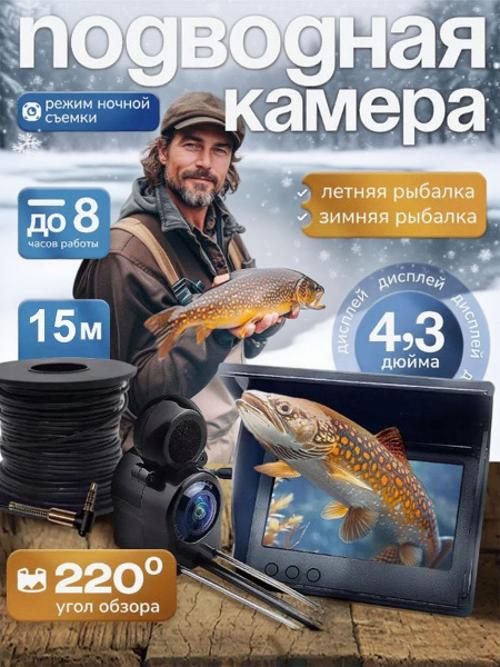 подводная
камера
режим ночной
съемки
летняя рыбалка
зимняя рыбалка
до 8
часов работы
15м
дисплей дисплей дисплей дисплей д
4,3
дюйма
220°
угол обзора